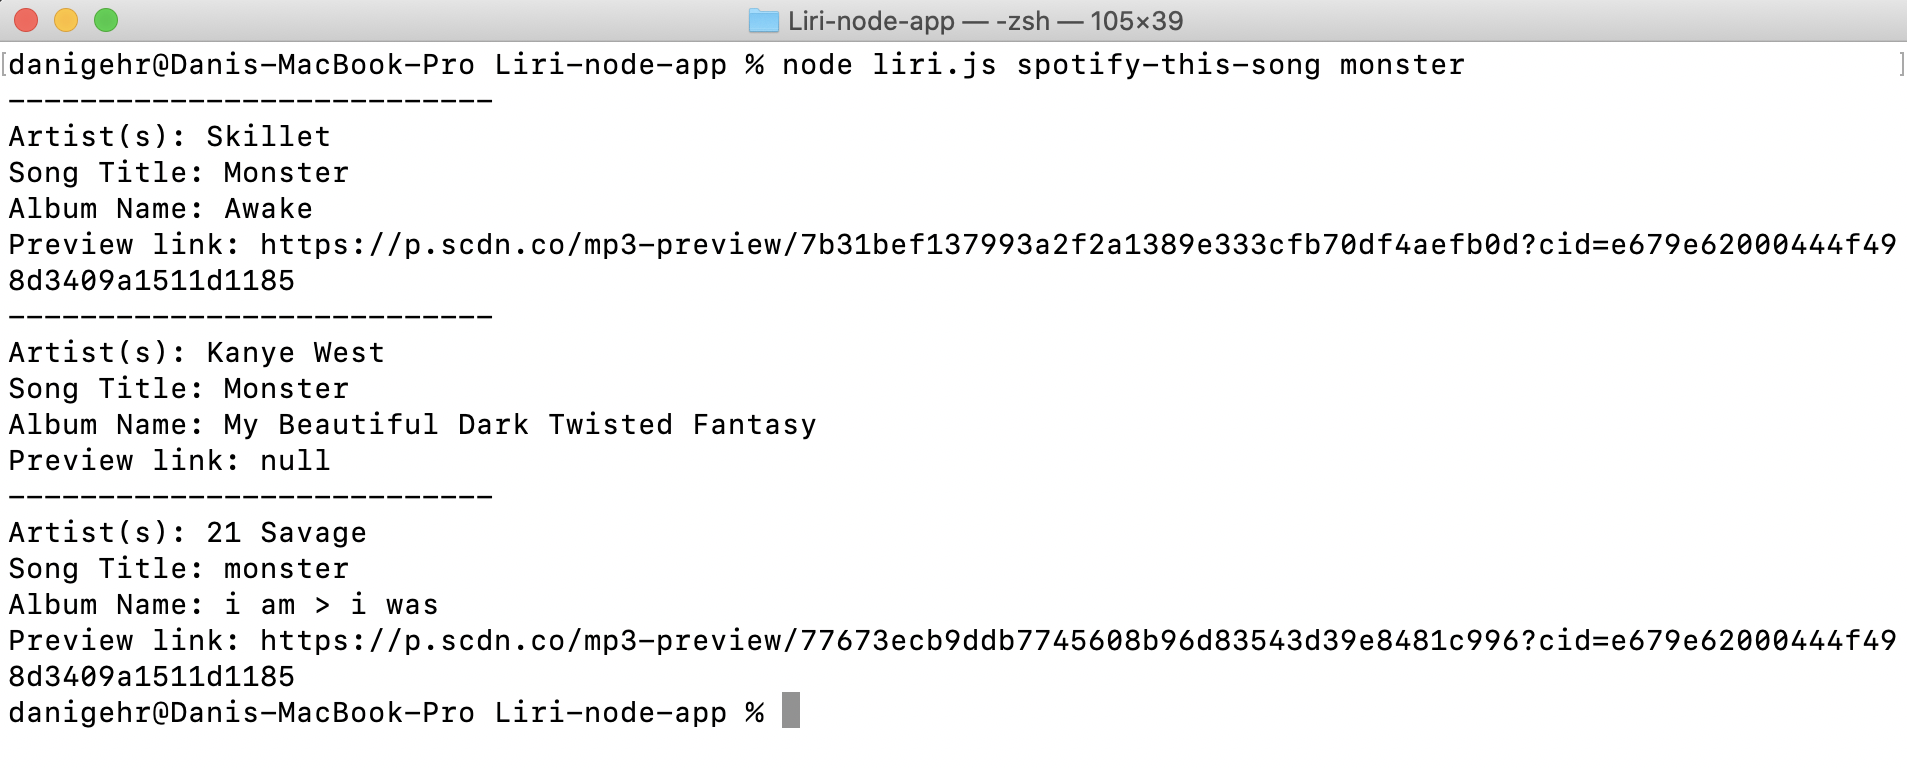 Liri-node-app — -zsh — 105×39
[danigehr@Danis-MacBook-Pro Liri-node-app % node liri.js spotify-this-song monster ]
---------------------------
Artist(s): Skillet
Song Title: Monster
Album Name: Awake
Preview link: https://p.scdn.co/mp3-preview/7b31bef137993a2f2a1389e333cfb70df4aefb0d?cid=e679e62000444f49
8d3409a1511d1185
---------------------------
Artist(s): Kanye West
Song Title: Monster
Album Name: My Beautiful Dark Twisted Fantasy
Preview link: null
---------------------------
Artist(s): 21 Savage
Song Title: monster
Album Name: i am > i was
Preview link: https://p.scdn.co/mp3-preview/77673ecb9ddb7745608b96d83543d39e8481c996?cid=e679e62000444f49
8d3409a1511d1185
danigehr@Danis-MacBook-Pro Liri-node-app %